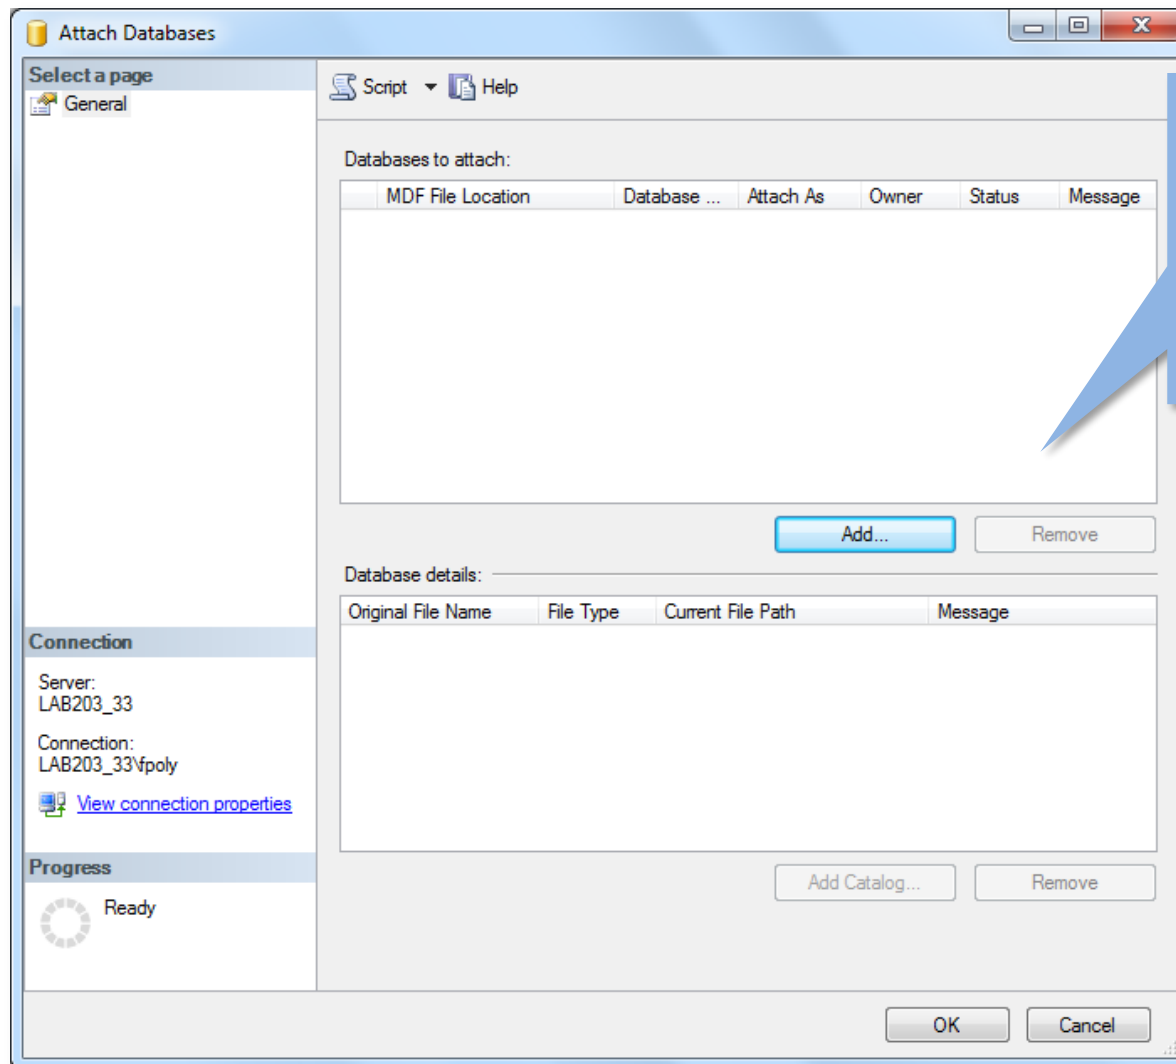 Attach Databases
Select a page
General
Script Help
Databases to attach:
MDF File Location Database ... Attach As Owner Status Message
Add... Remove
Database details:
Original File Name File Type Current File Path Message
Add Catalog... Remove
Connection
Server:
LAB203_33
Connection:
LAB203_33\fpoly
View connection properties
Progress
Ready
OK Cancel